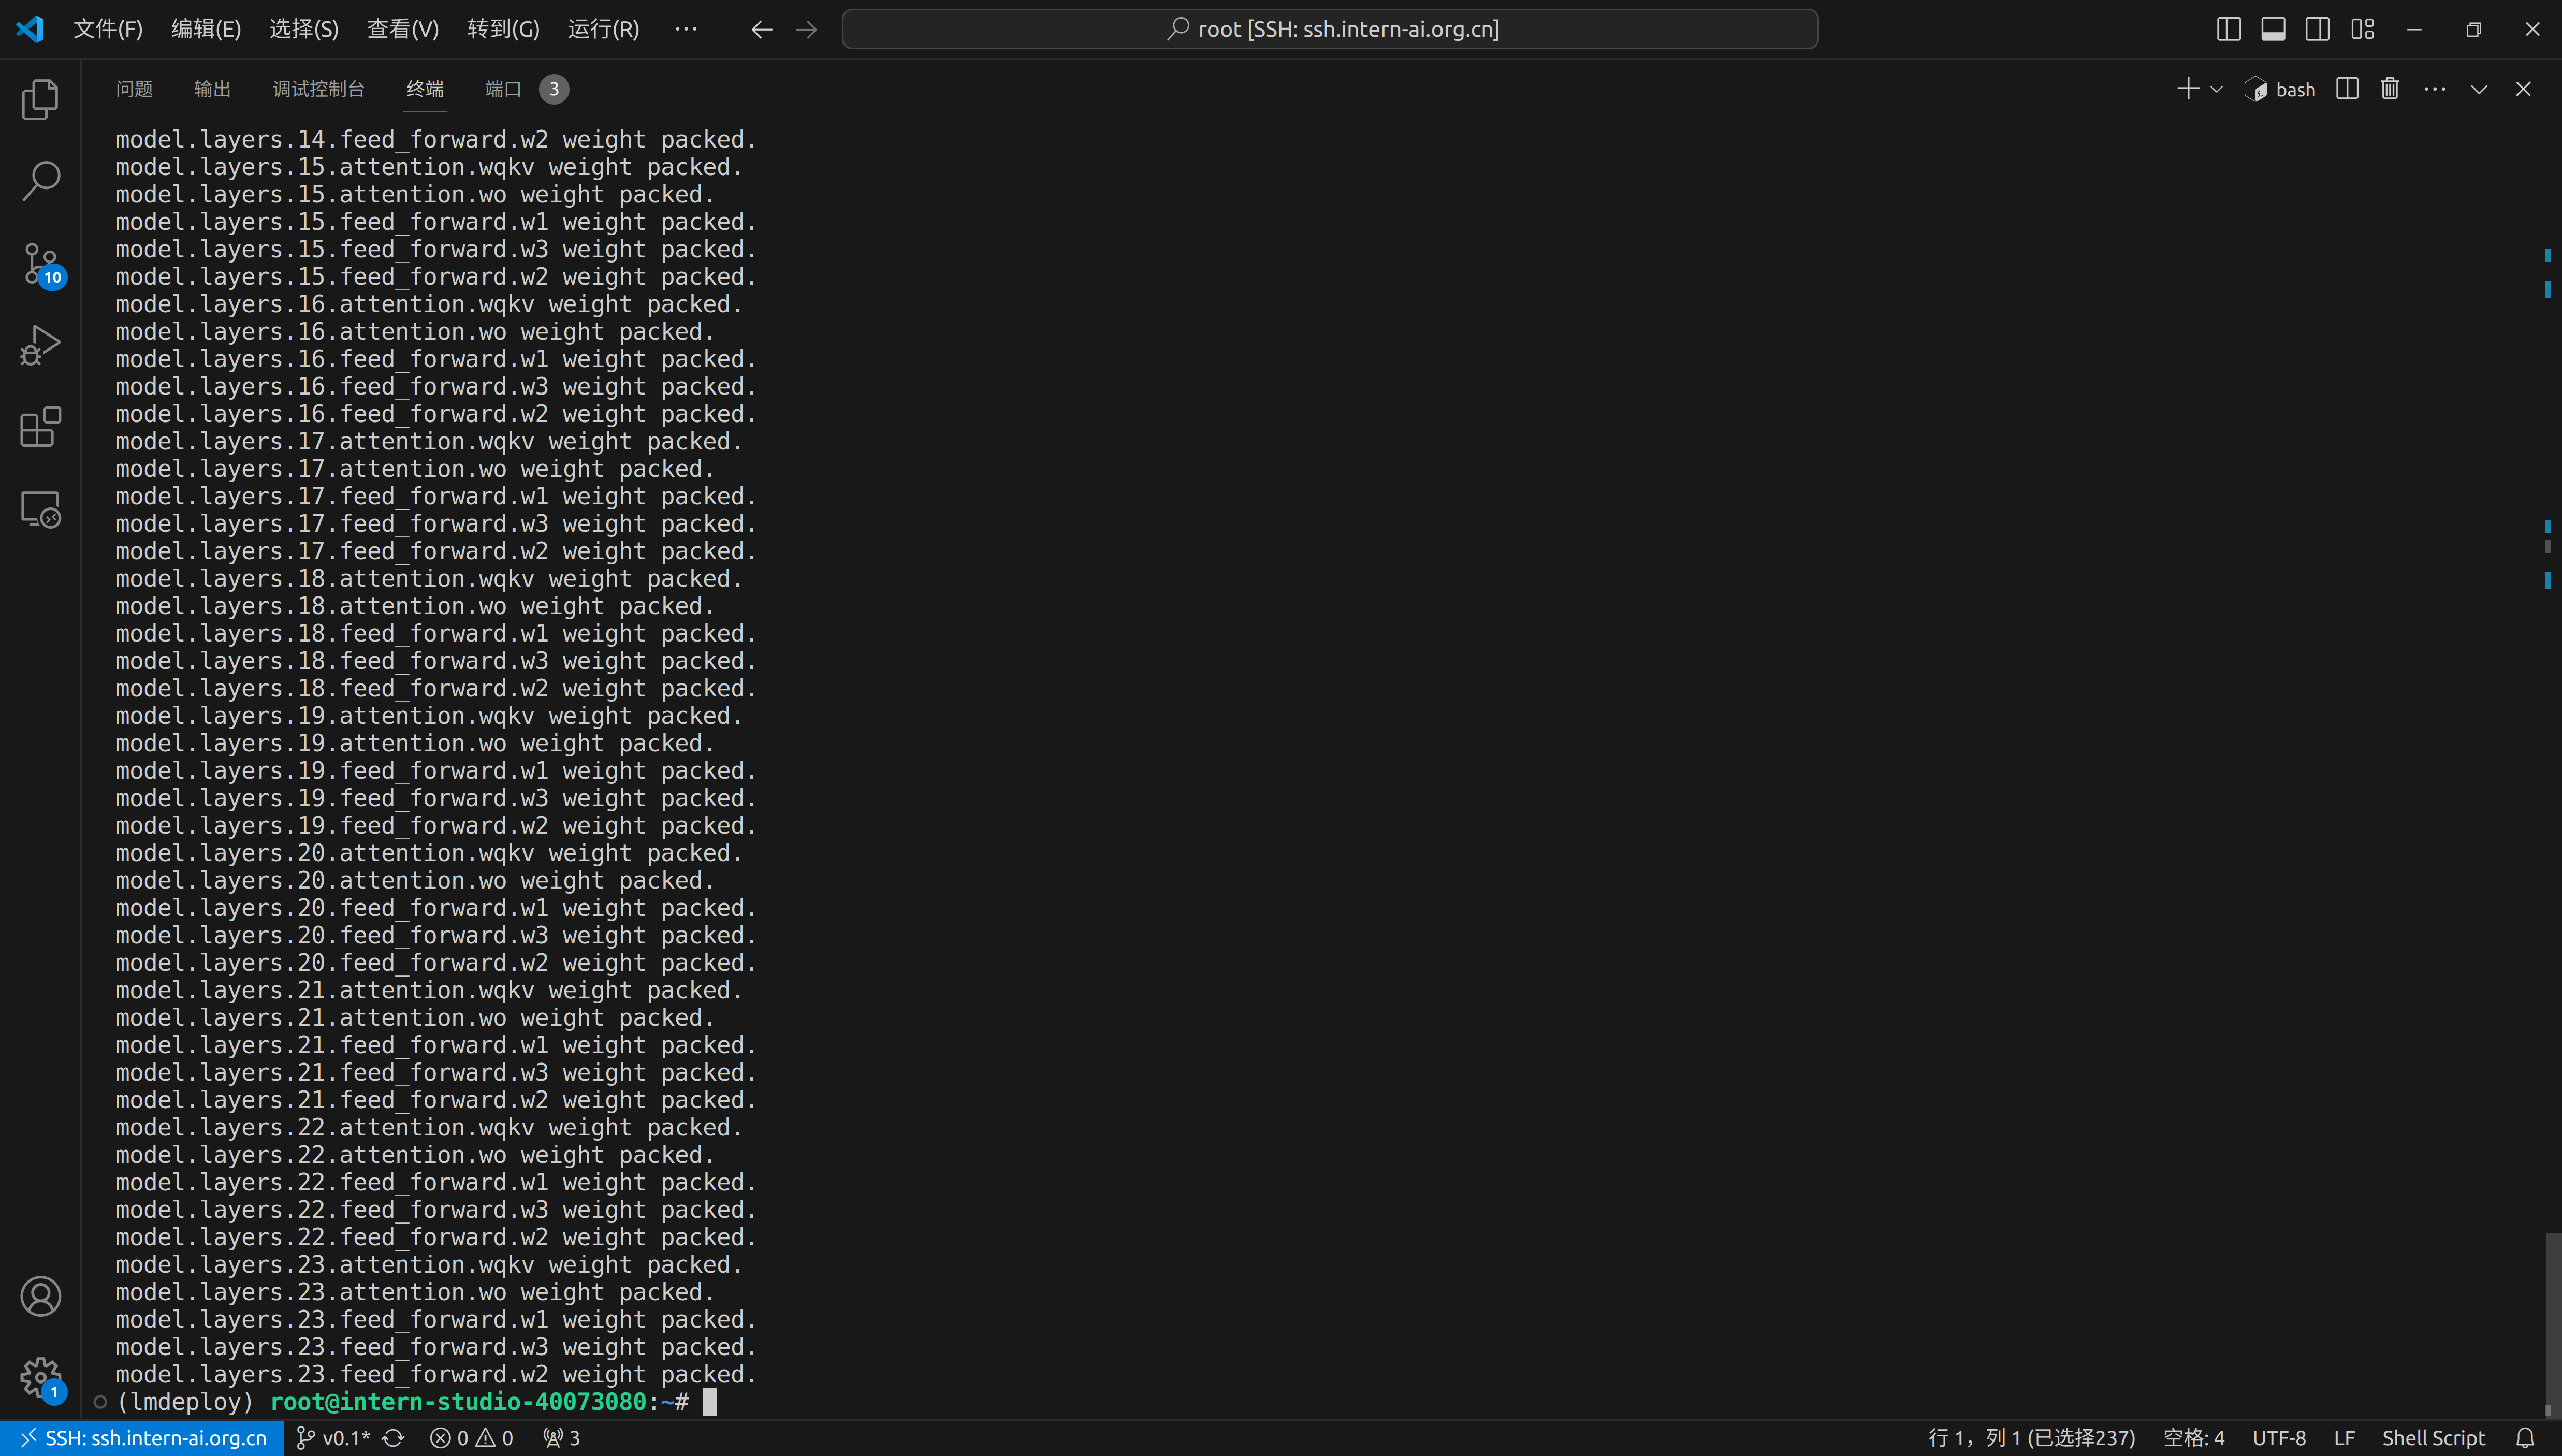 文件(F) 编辑(E) 选择(S) 查看(V) 转到(G) 运行(R) ··· root [SSH: ssh.intern-ai.org.cn]
问题 输出 调试控制台 终端 端口 3 bash
model.layers.14.feed_forward.w2 weight packed.
model.layers.15.attention.wqkv weight packed.
model.layers.15.attention.wo weight packed.
model.layers.15.feed_forward.w1 weight packed.
model.layers.15.feed_forward.w3 weight packed.
model.layers.15.feed_forward.w2 weight packed.
model.layers.16.attention.wqkv weight packed.
model.layers.16.attention.wo weight packed.
model.layers.16.feed_forward.w1 weight packed.
model.layers.16.feed_forward.w3 weight packed.
model.layers.16.feed_forward.w2 weight packed.
model.layers.17.attention.wqkv weight packed.
model.layers.17.attention.wo weight packed.
model.layers.17.feed_forward.w1 weight packed.
model.layers.17.feed_forward.w3 weight packed.
model.layers.17.feed_forward.w2 weight packed.
model.layers.18.attention.wqkv weight packed.
model.layers.18.attention.wo weight packed.
model.layers.18.feed_forward.w1 weight packed.
model.layers.18.feed_forward.w3 weight packed.
model.layers.18.feed_forward.w2 weight packed.
model.layers.19.attention.wqkv weight packed.
model.layers.19.attention.wo weight packed.
model.layers.19.feed_forward.w1 weight packed.
model.layers.19.feed_forward.w3 weight packed.
model.layers.19.feed_forward.w2 weight packed.
model.layers.20.attention.wqkv weight packed.
model.layers.20.attention.wo weight packed.
model.layers.20.feed_forward.w1 weight packed.
model.layers.20.feed_forward.w3 weight packed.
model.layers.20.feed_forward.w2 weight packed.
model.layers.21.attention.wqkv weight packed.
model.layers.21.attention.wo weight packed.
model.layers.21.feed_forward.w1 weight packed.
model.layers.21.feed_forward.w3 weight packed.
model.layers.21.feed_forward.w2 weight packed.
model.layers.22.attention.wqkv weight packed.
model.layers.22.attention.wo weight packed.
model.layers.22.feed_forward.w1 weight packed.
model.layers.22.feed_forward.w3 weight packed.
model.layers.22.feed_forward.w2 weight packed.
model.layers.23.attention.wqkv weight packed.
model.layers.23.attention.wo weight packed.
model.layers.23.feed_forward.w1 weight packed.
model.layers.23.feed_forward.w3 weight packed.
model.layers.23.feed_forward.w2 weight packed.
(lmdeploy) root@intern-studio-40073080:~#
10
1
SSH: ssh.intern-ai.org.cn v0.1* 0 0 3 行 1，列 1 (已选择237) 空格: 4 UTF-8 LF Shell Script